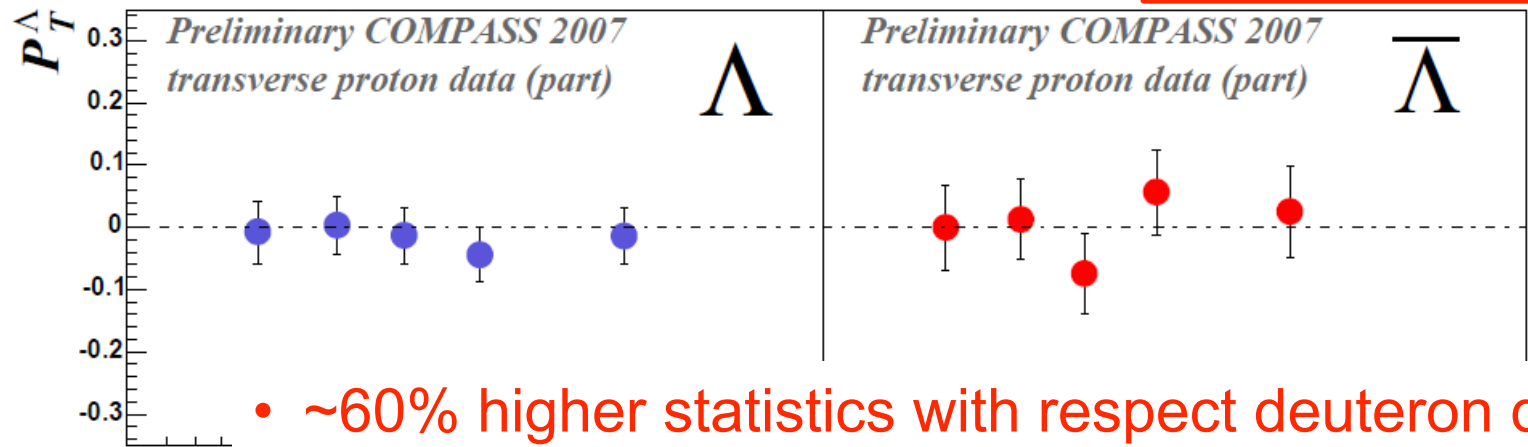 P_T^Λ
0.3
0.2
0.1
0
-0.1
-0.2
-0.3
Preliminary COMPASS 2007
transverse proton data (part)
Λ
Preliminary COMPASS 2007
transverse proton data (part)
Λ̅
• ~60% higher statistics with respect deuteron